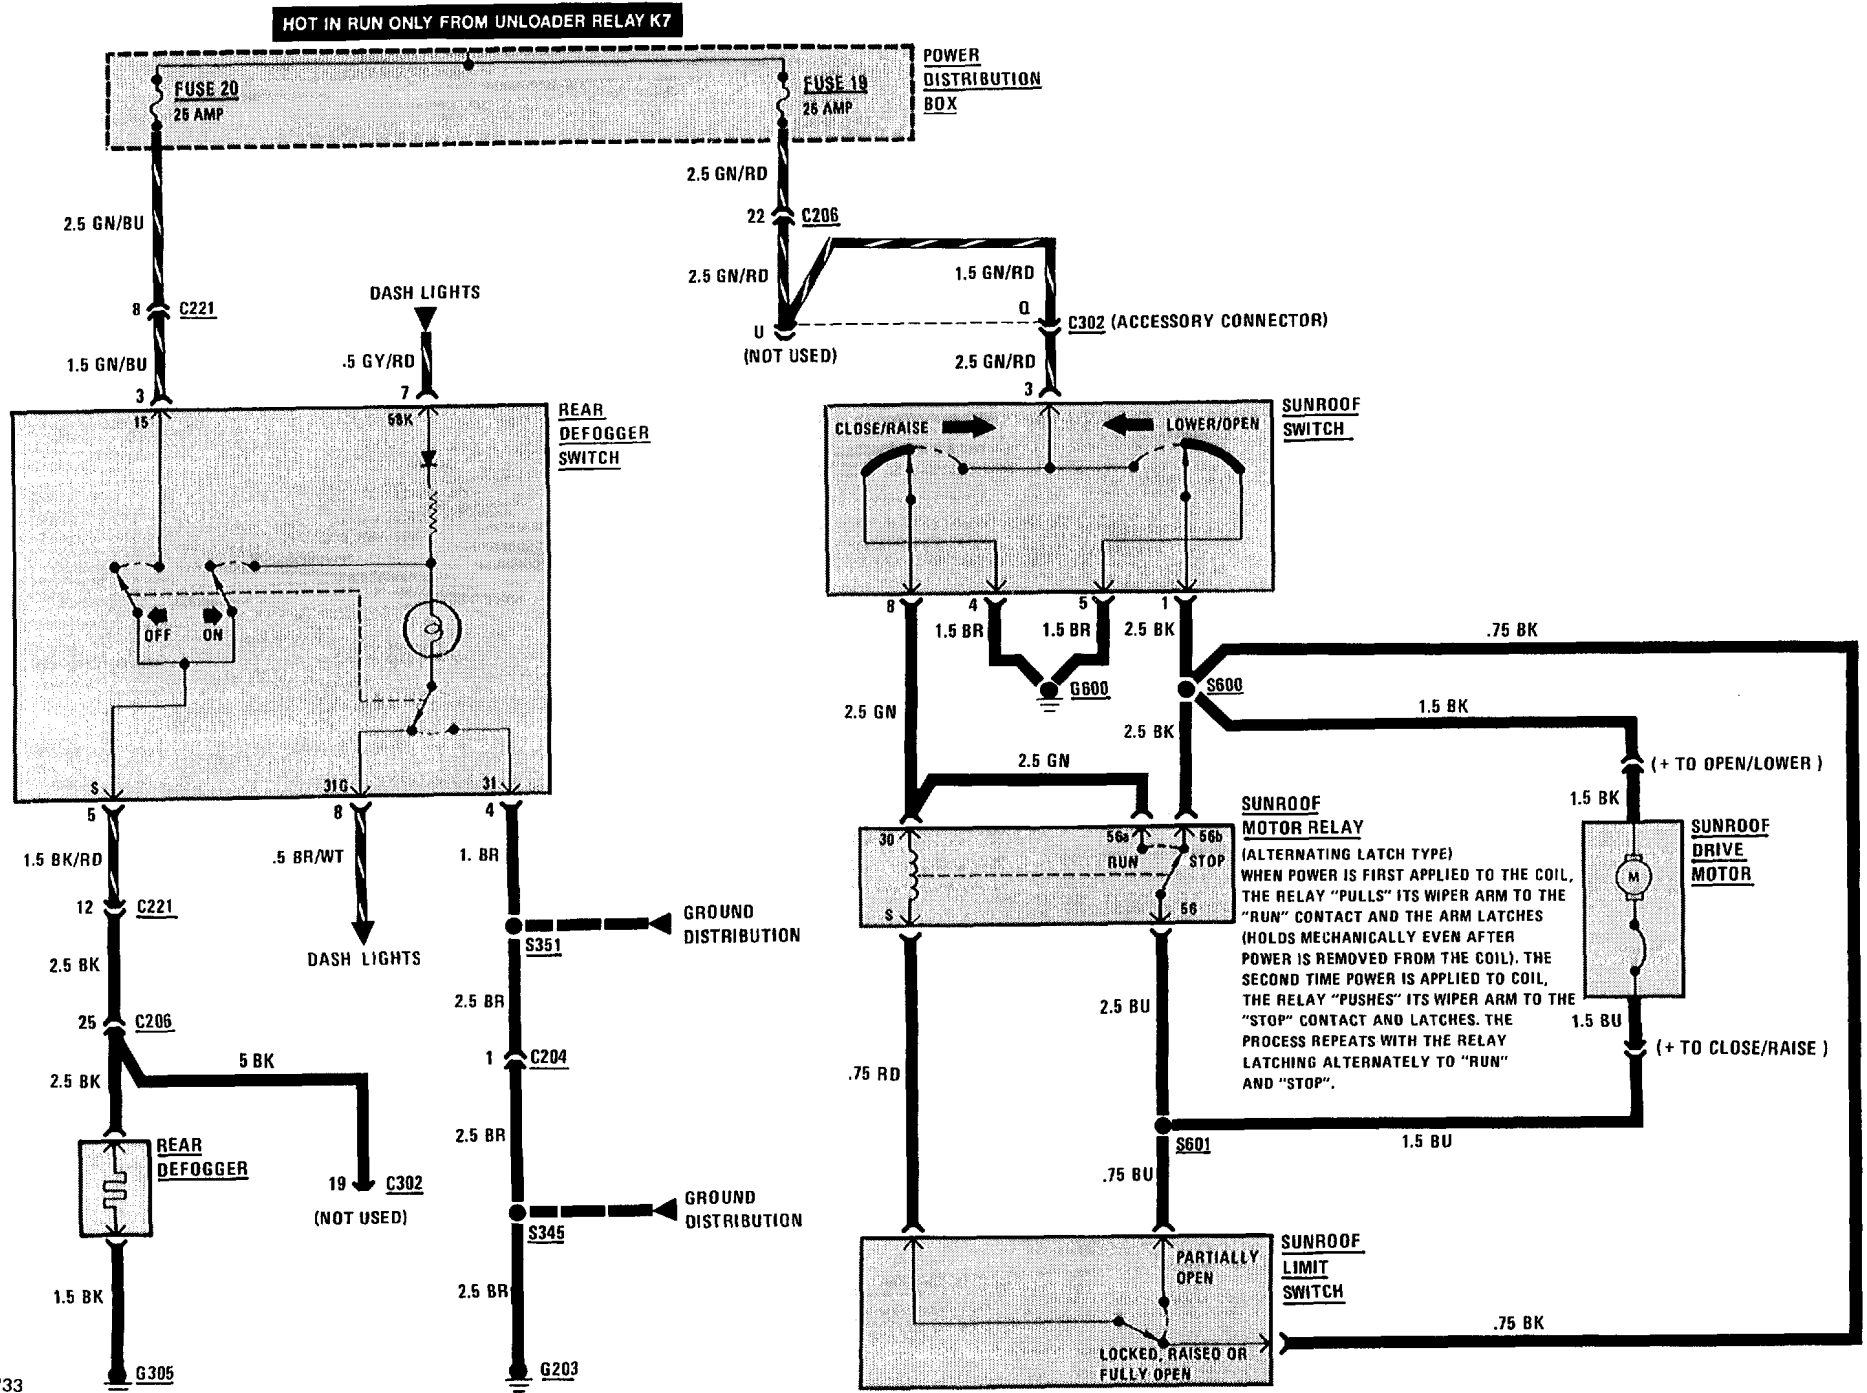 HOT IN RUN ONLY FROM UNLOADER RELAY K7
POWER
DISTRIBUTION
BOX
FUSE 20
25 AMP
FUSE 19
25 AMP
2.5 GN/RD
22
C206
2.5 GN/BU
8
C221
2.5 GN/RD
1.5 GN/RD
DASH LIGHTS
U
(NOT USED)
Q
C302 (ACCESSORY CONNECTOR)
1.5 GN/BU
.5 GY/RD
2.5 GN/RD
3
7
3
15
58K
REAR
DEFOGGER
SWITCH
OFF
ON
S
31G
31
5
8
4
CLOSE/RAISE
LOWER/OPEN
SUNROOF
SWITCH
8
4
5
1
1.5 BR
1.5 BR
2.5 BK
.75 BK
G600
S600
2.5 GN
1.5 BK
2.5 BK
2.5 GN
(+ TO OPEN/LOWER )
1.5 BK
30
56a
56b
RUN
STOP
S
56
SUNROOF
MOTOR RELAY
(ALTERNATING LATCH TYPE)
WHEN POWER IS FIRST APPLIED TO THE COIL,
THE RELAY "PULLS" ITS WIPER ARM TO THE
"RUN" CONTACT AND THE ARM LATCHES
(HOLDS MECHANICALLY EVEN AFTER
POWER IS REMOVED FROM THE COIL). THE
SECOND TIME POWER IS APPLIED TO COIL,
THE RELAY "PUSHES" ITS WIPER ARM TO THE
"STOP" CONTACT AND LATCHES. THE
PROCESS REPEATS WITH THE RELAY
LATCHING ALTERNATELY TO "RUN"
AND "STOP".
SUNROOF
DRIVE
MOTOR
M
1.5 BU
(+ TO CLOSE/RAISE )
1.5 BK/RD
.5 BR/WT
1. BR
12
C221
GROUND
DISTRIBUTION
S351
DASH LIGHTS
2.5 BK
2.5 BR
2.5 BU
25
C206
1
C204
5 BK
2.5 BK
.75 RD
2.5 BR
S601
1.5 BU
REAR
DEFOGGER
.75 BU
19
C302
(NOT USED)
GROUND
DISTRIBUTION
S345
PARTIALLY
OPEN
SUNROOF
LIMIT
SWITCH
1.5 BK
2.5 BR
.75 BK
LOCKED, RAISED OR
FULLY OPEN
G305
G203
733